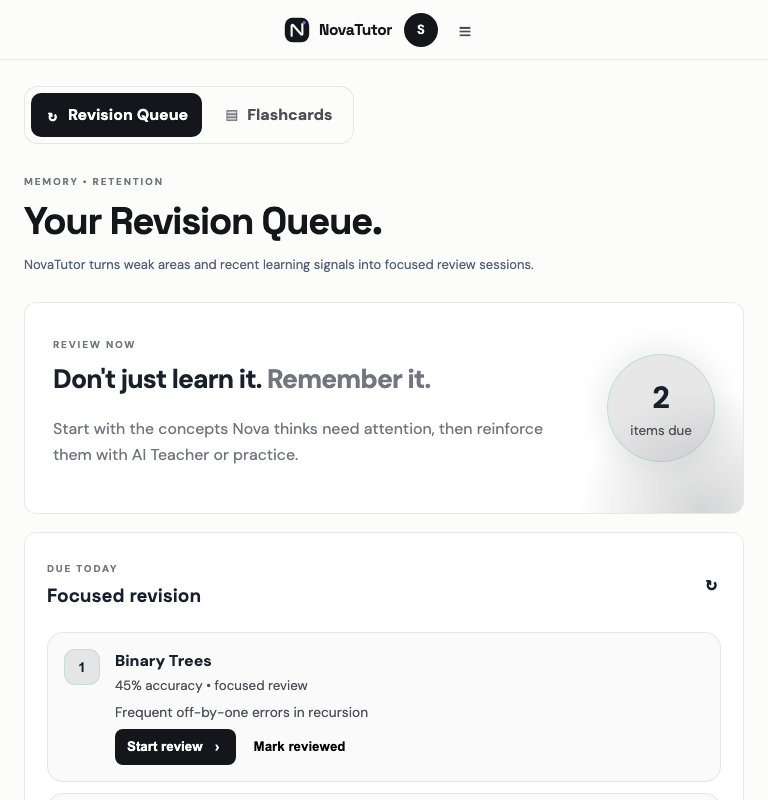 N NovaTutor S
Revision Queue Flashcards
MEMORY • RETENTION
Your Revision Queue.
NovaTutor turns weak areas and recent learning signals into focused review sessions.
REVIEW NOW
Don't just learn it. Remember it.
2
items due
Start with the concepts Nova thinks need attention, then reinforce
them with AI Teacher or practice.
DUE TODAY
Focused revision
1
Binary Trees
45% accuracy • focused review
Frequent off-by-one errors in recursion
Start review › Mark reviewed